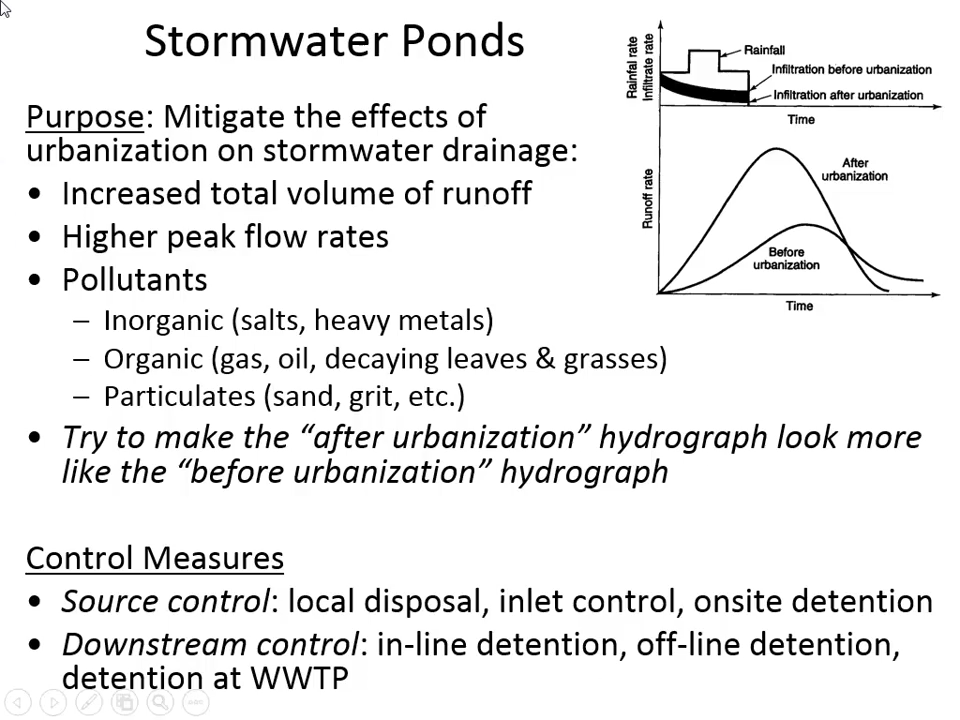 Stormwater Ponds
Purpose: Mitigate the effects of
urbanization on stormwater drainage:
• Increased total volume of runoff
• Higher peak flow rates
• Pollutants
– Inorganic (salts, heavy metals)
– Organic (gas, oil, decaying leaves & grasses)
– Particulates (sand, grit, etc.)
• Try to make the “after urbanization” hydrograph look more
like the “before urbanization” hydrograph
Control Measures
• Source control: local disposal, inlet control, onsite detention
• Downstream control: in-line detention, off-line detention,
detention at WWTP
Rainfall rate
Infiltrate rate
Rainfall
Infiltration before urbanization
Infiltration after urbanization
Time
Runoff rate
After
urbanization
Before
urbanization
Time
ABC